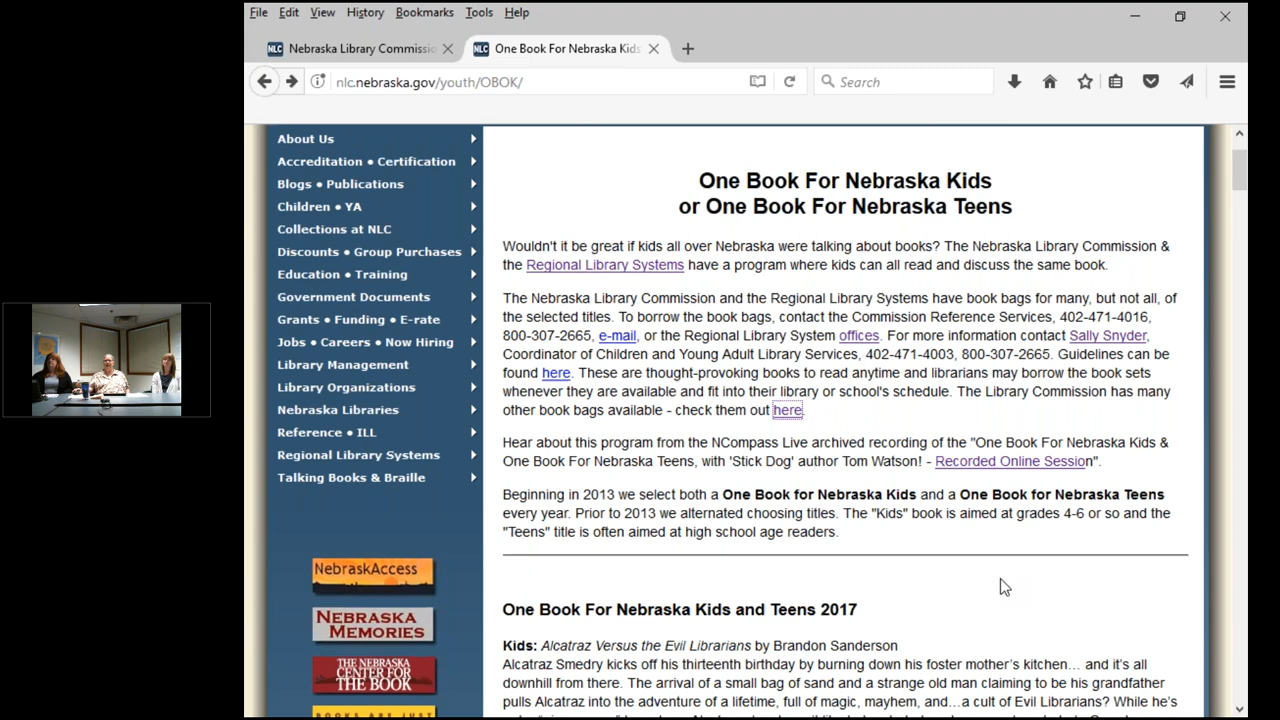 File Edit View History Bookmarks Tools Help
NLC Nebraska Library Commissio
NLC One Book For Nebraska Kids
nlc.nebraska.gov/youth/OBOK/
Search
About Us
Accreditation • Certification
Blogs • Publications
Children • YA
Collections at NLC
Discounts • Group Purchases
Education • Training
Government Documents
Grants • Funding • E-rate
Jobs • Careers • Now Hiring
Library Management
Library Organizations
Nebraska Libraries
Reference • ILL
Regional Library Systems
Talking Books & Braille
NebraskAccess
NEBRASKA
MEMORIES
THE NEBRASKA
CENTER FOR
THE BOOK
BOOKS ARE JUST
One Book For Nebraska Kids
or One Book For Nebraska Teens
Wouldn't it be great if kids all over Nebraska were talking about books? The Nebraska Library Commission &
the Regional Library Systems have a program where kids can all read and discuss the same book.
The Nebraska Library Commission and the Regional Library Systems have book bags for many, but not all, of
the selected titles. To borrow the book bags, contact the Commission Reference Services, 402-471-4016,
800-307-2665, e-mail, or the Regional Library System offices. For more information contact Sally Snyder,
Coordinator of Children and Young Adult Library Services, 402-471-4003, 800-307-2665. Guidelines can be
found here. These are thought-provoking books to read anytime and librarians may borrow the book sets
whenever they are available and fit into their library or school's schedule. The Library Commission has many
other book bags available - check them out here.
Hear about this program from the NCompass Live archived recording of the "One Book For Nebraska Kids &
One Book For Nebraska Teens, with 'Stick Dog' author Tom Watson! - Recorded Online Session".
Beginning in 2013 we select both a One Book for Nebraska Kids and a One Book for Nebraska Teens
every year. Prior to 2013 we alternated choosing titles. The "Kids" book is aimed at grades 4-6 or so and the
"Teens" title is often aimed at high school age readers.
One Book For Nebraska Kids and Teens 2017
Kids: Alcatraz Versus the Evil Librarians by Brandon Sanderson
Alcatraz Smedry kicks off his thirteenth birthday by burning down his foster mother's kitchen… and it's all
downhill from there. The arrival of a small bag of sand and a strange old man claiming to be his grandfather
pulls Alcatraz into the adventure of a lifetime, full of magic, mayhem, and…a cult of Evil Librarians? While he's